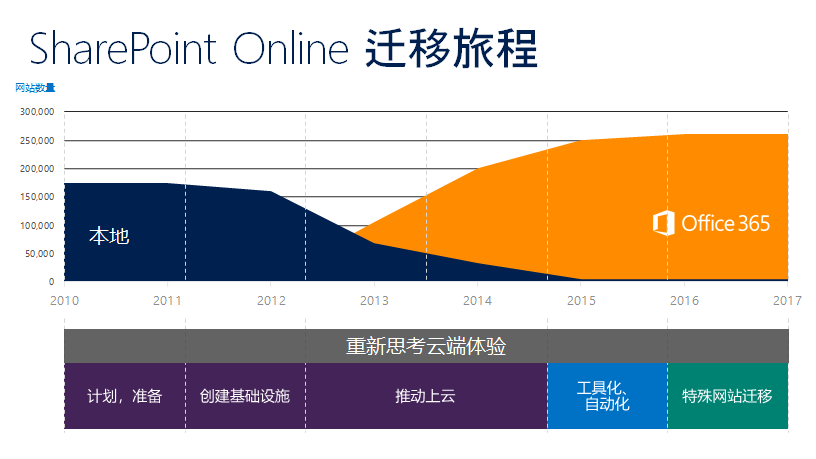 SharePoint Online 迁移旅程
网站数量
300,000
250,000
200,000
150,000
100,000
50,000
0
本地
Office 365
2010 2011 2012 2013 2014 2015 2016 2017
重新思考云端体验
计划，准备
创建基础设施
推动上云
工具化、
自动化
特殊网站迁移